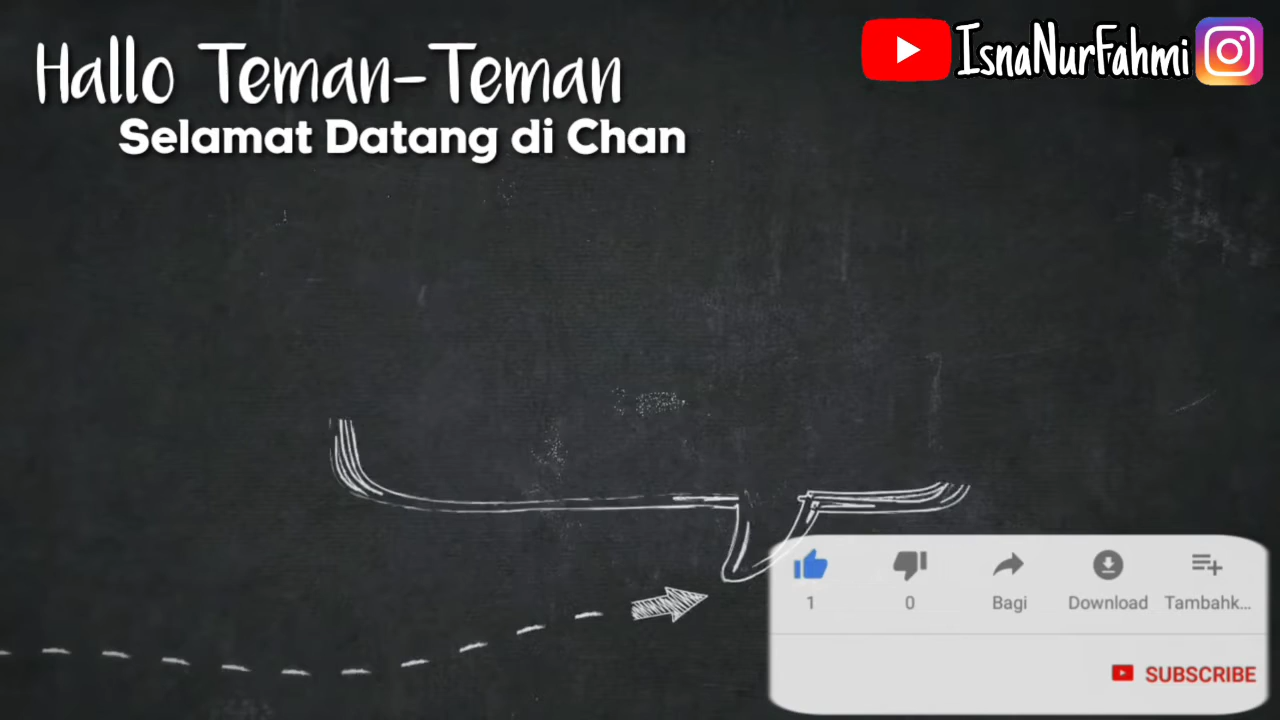 Hallo Teman-Teman
Selamat Datang di Chan
IsnaNurFahmi
1 0 Bagi Download Tambahk...
SUBSCRIBE